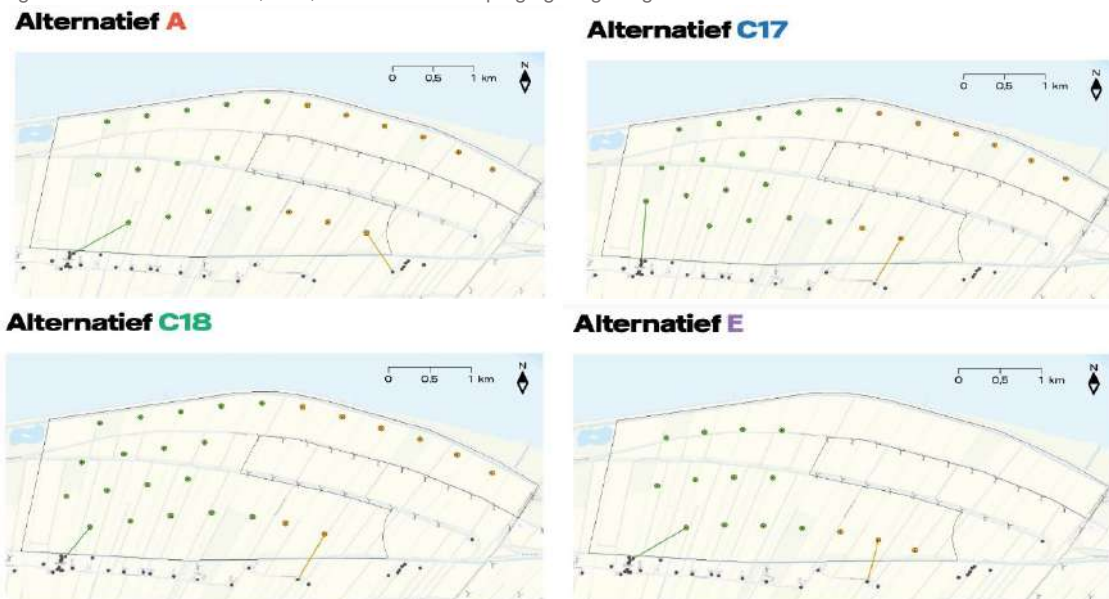 Alternatief A
N
0 0,5 1 km
Alternatief C17
N
0 0,5 1 km
Alternatief C18
N
0 0,5 1 km
Alternatief E
N
0 0,5 1 km